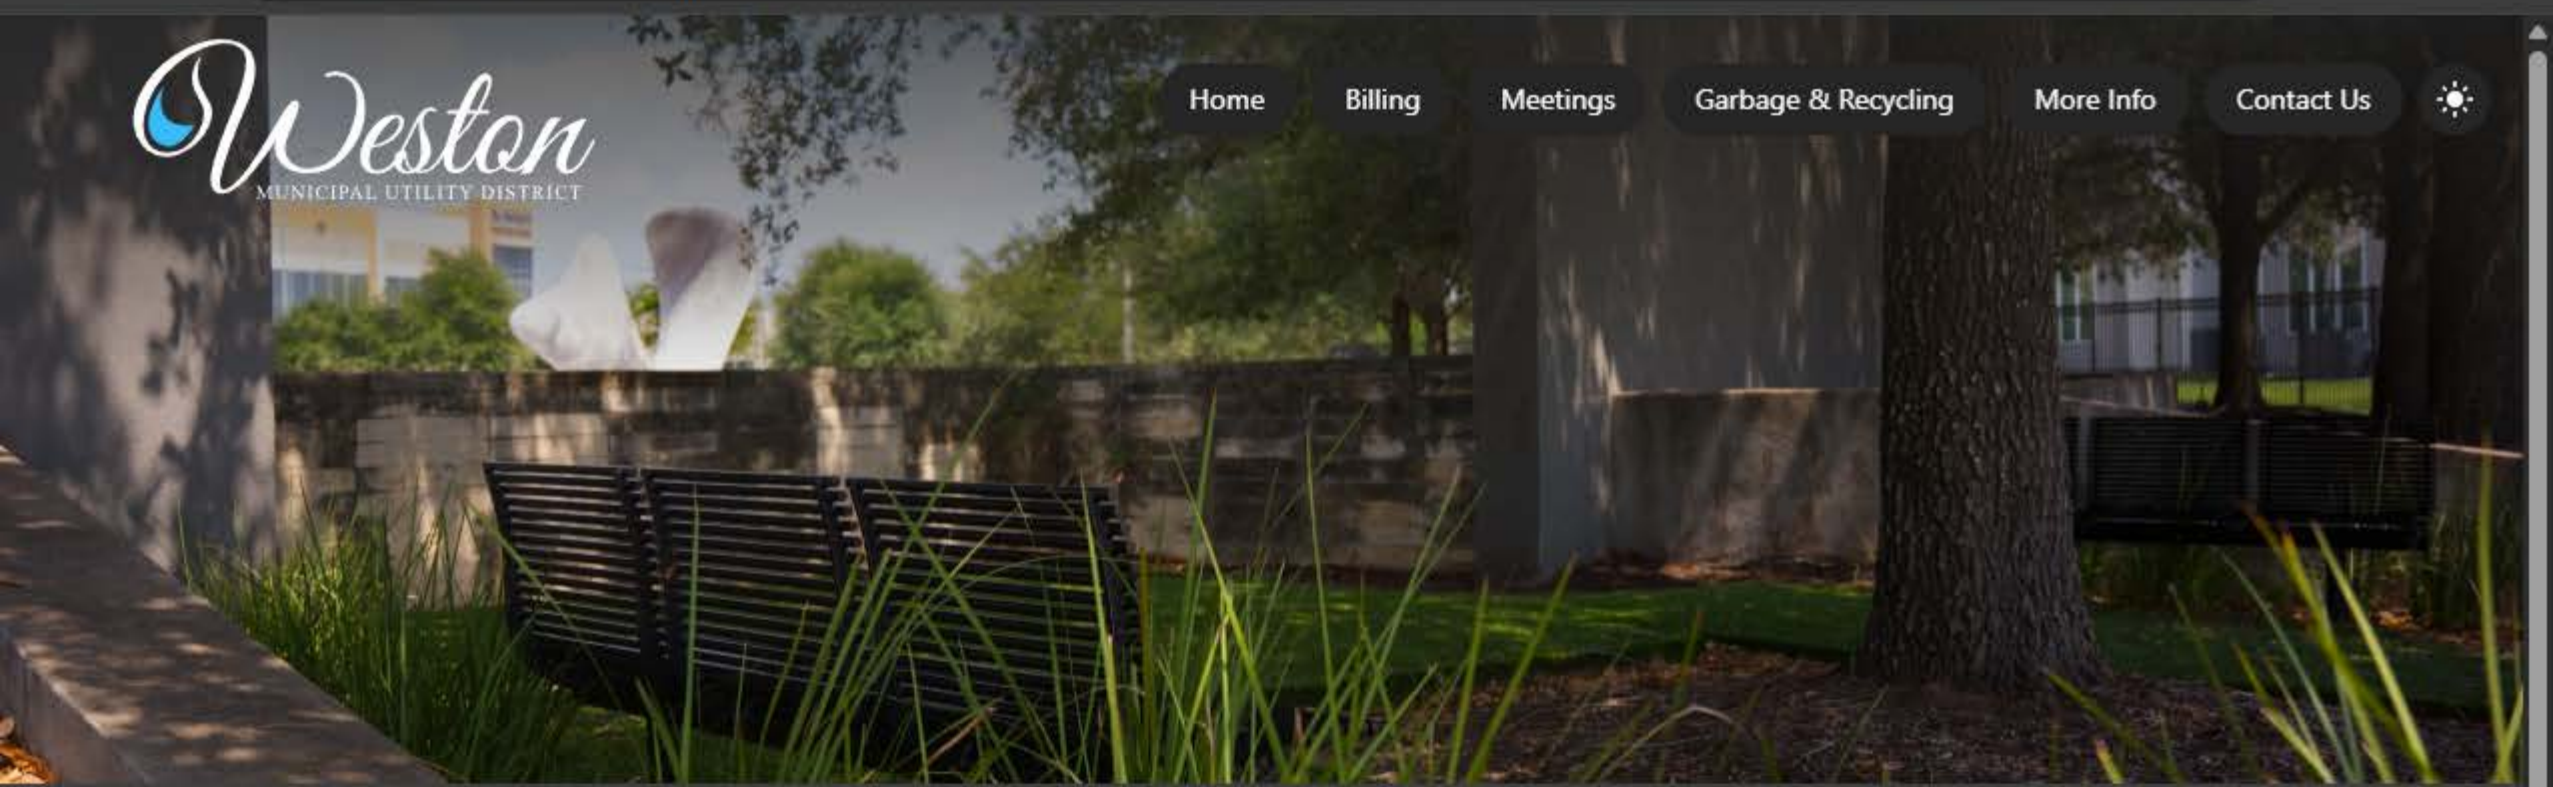 Weston
MUNICIPAL UTILITY DISTRICT
Home Billing Meetings Garbage & Recycling More Info Contact Us